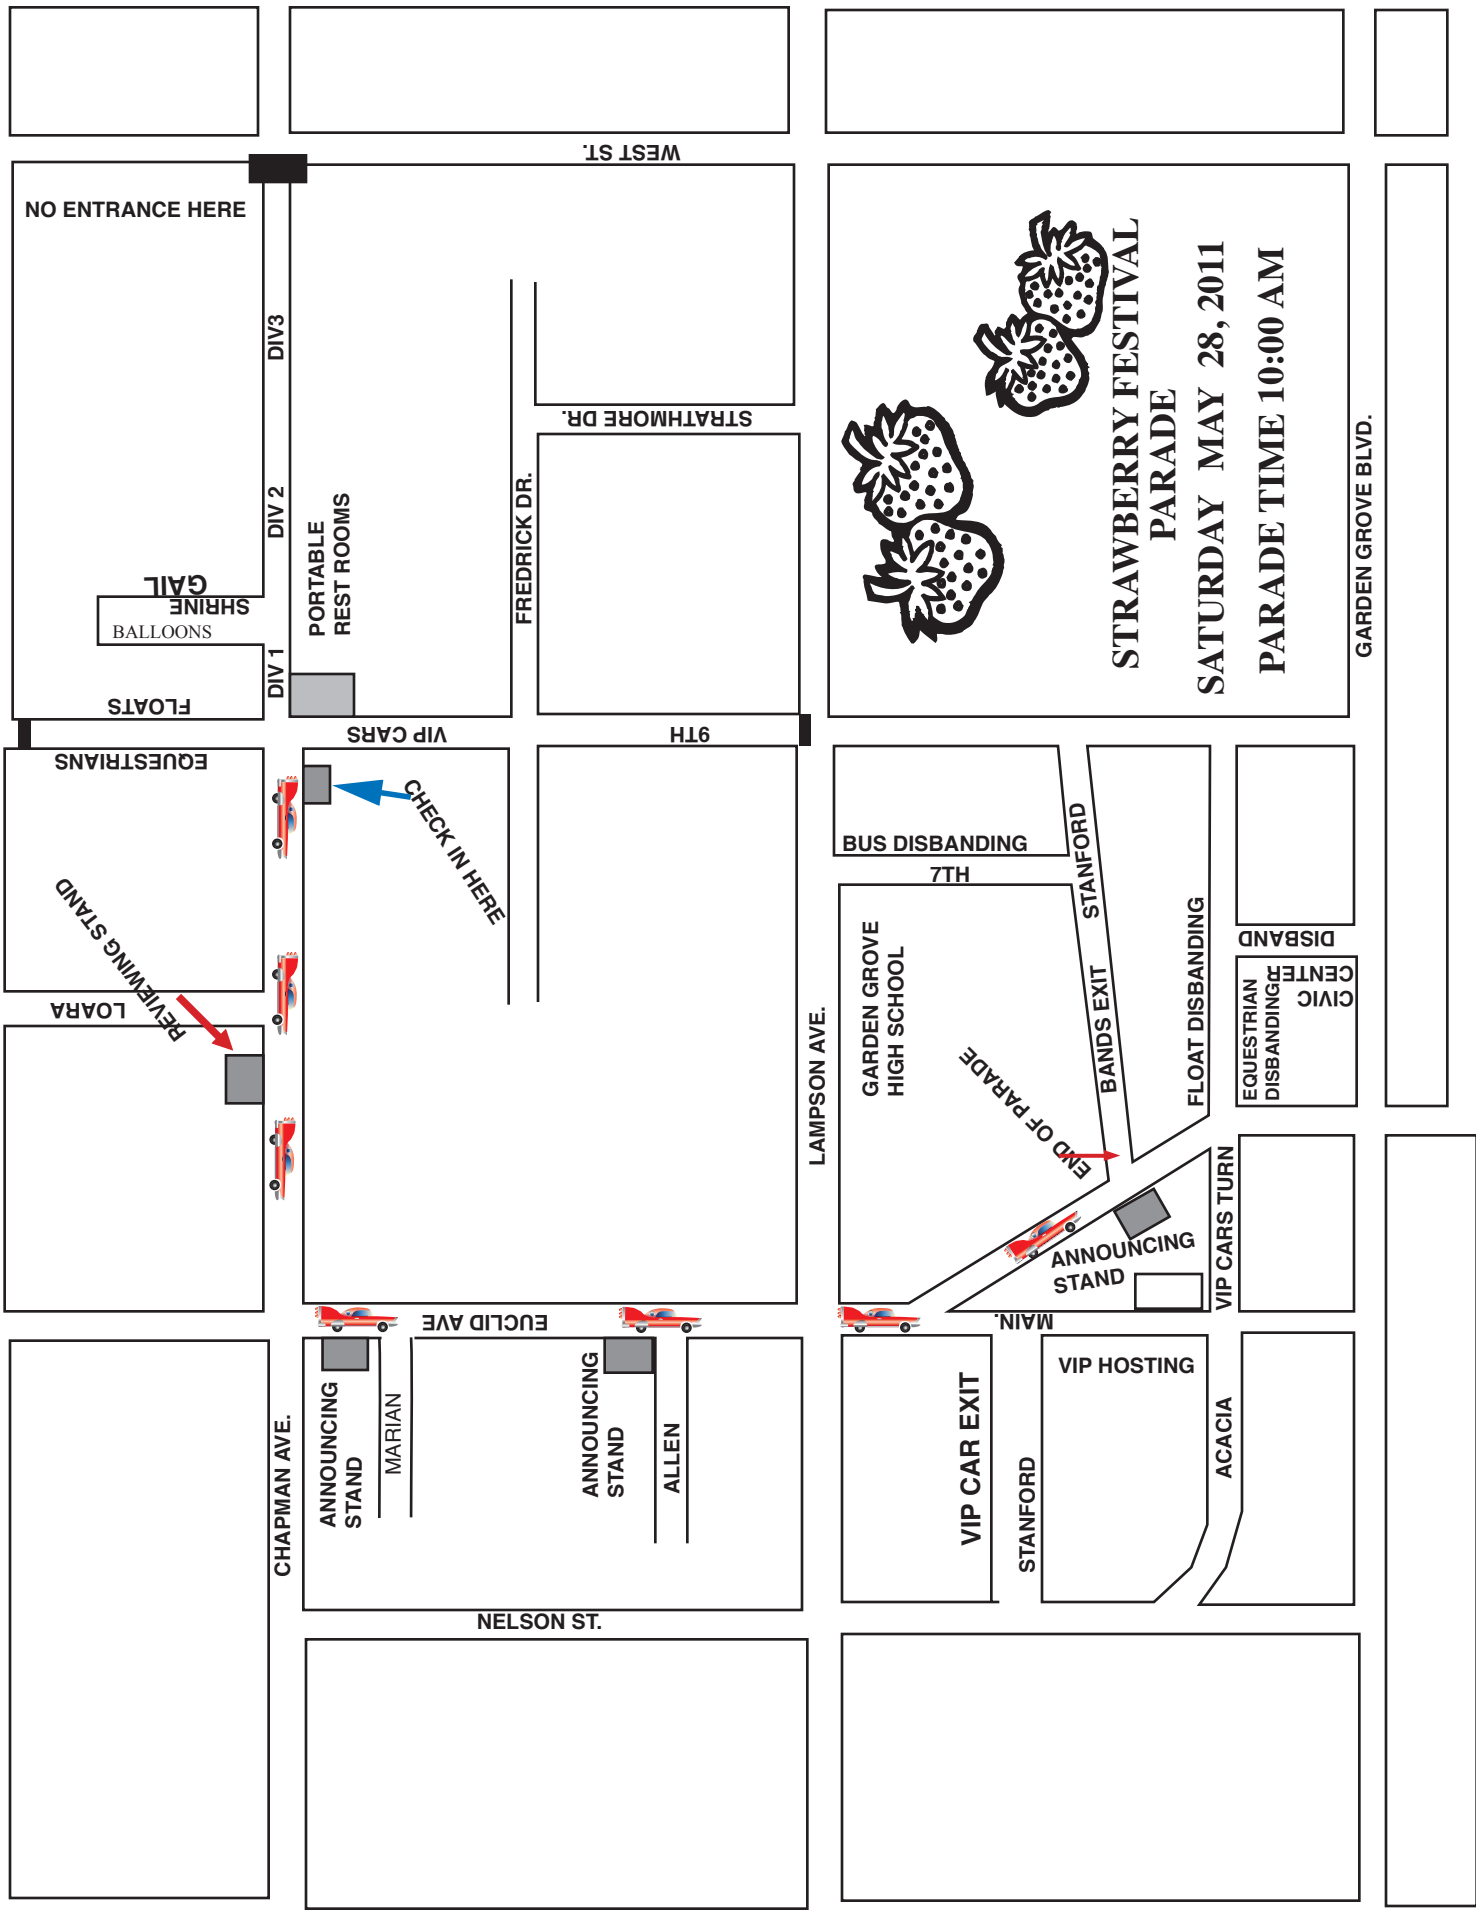 WEST ST.
NO ENTRANCE HERE
DIV3
DIV 2
DIV 1
GAIL
SHRINE
BALLOONS
FLOATS
EQUESTRIANS
PORTABLE
REST ROOMS
STRATHMORE DR.
FREDRICK DR.
VIP CARS
9TH
STRAWBERRY FESTIVAL
PARADE
SATURDAY MAY 28, 2011
PARADE TIME 10:00 AM
GARDEN GROVE BLVD.
CHECK IN HERE
REVIEWING STAND
LOARA
BUS DISBANDING
7TH
STANFORD
GARDEN GROVE
HIGH SCHOOL
BANDS EXIT
FLOAT DISBANDING
DISBAND
CIVIC
CENTER
EQUESTRIAN
DISBANDING
LAMPSON AVE.
END OF PARADE
ANNOUNCING
STAND
VIP CARS TURN
EUCLID AVE
MAIN.
CHAPMAN AVE.
ANNOUNCING
STAND
MARIAN
ANNOUNCING
STAND
ALLEN
VIP CAR EXIT
STANFORD
VIP HOSTING
ACACIA
NELSON ST.